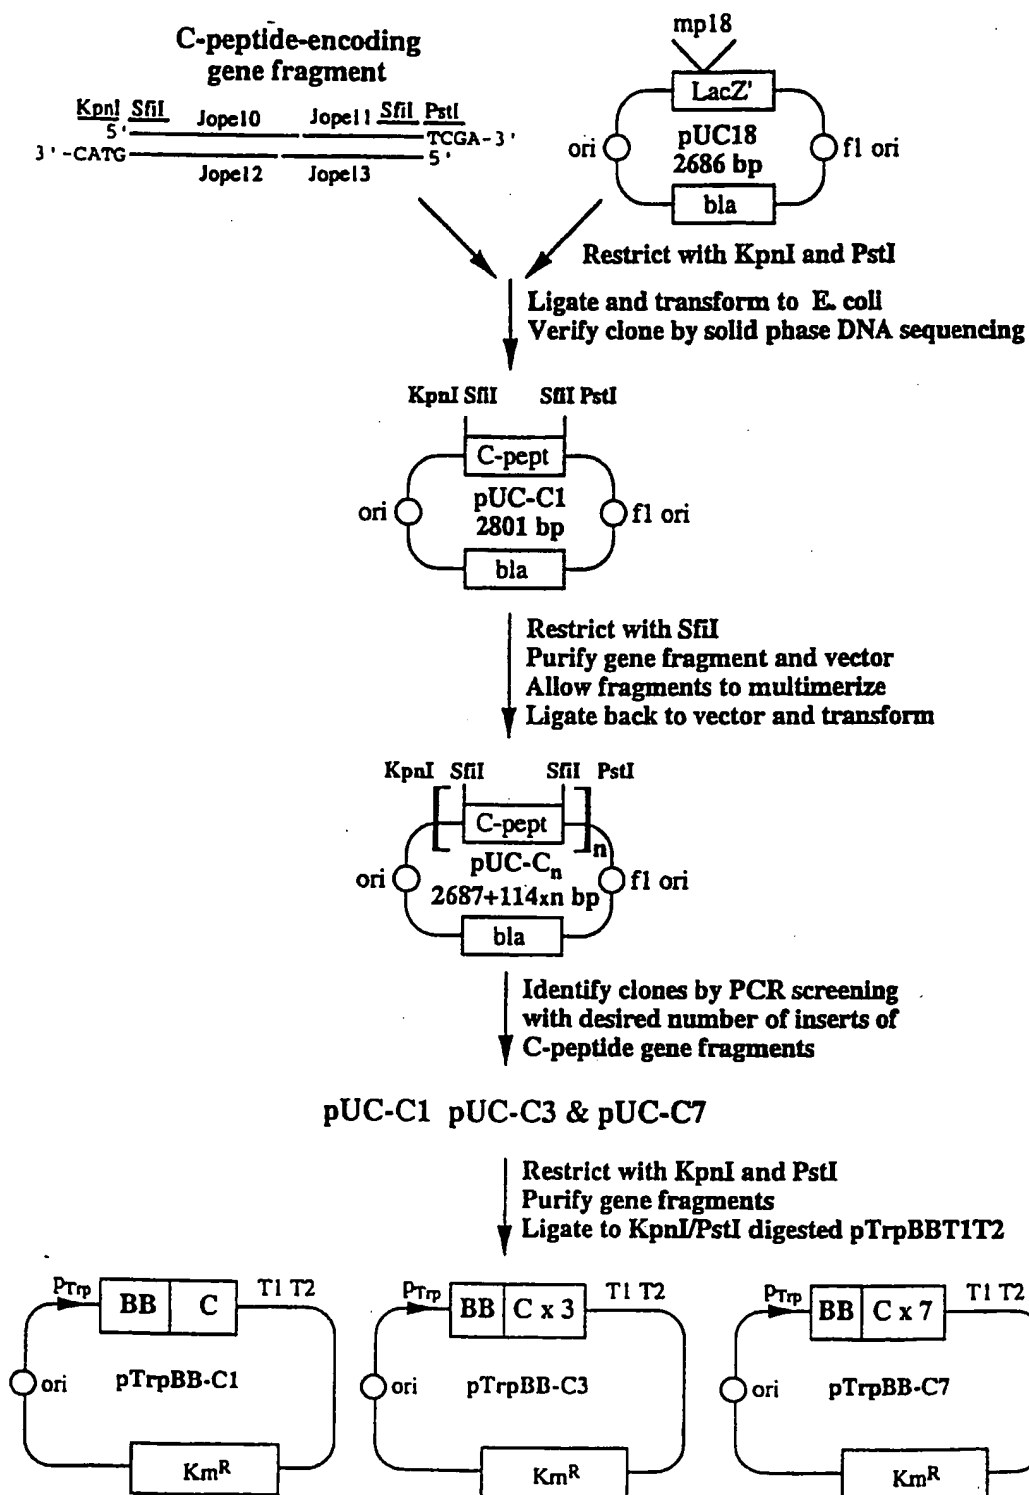 C-peptide-encoding
gene fragment
KpnI SfiI Jope10 Jope11 SfiI PstI
5' TCGA-3'
3'-CATG 5'
Jope12 Jope13
mp18
LacZ'
pUC18
2686 bp
ori
f1 ori
bla
Restrict with KpnI and PstI
Ligate and transform to E. coli
Verify clone by solid phase DNA sequencing
KpnI SfiI SfiI PstI
C-pept
pUC-C1
2801 bp
ori
f1 ori
bla
Restrict with SfiI
Purify gene fragment and vector
Allow fragments to multimerize
Ligate back to vector and transform
KpnI SfiI SfiI PstI
C-pept
n
pUC-Cn
2687+114xn bp
ori
f1 ori
bla
Identify clones by PCR screening
with desired number of inserts of
C-peptide gene fragments
pUC-C1 pUC-C3 & pUC-C7
Restrict with KpnI and PstI
Purify gene fragments
Ligate to KpnI/PstI digested pTrpBBT1T2
PTrp BB C T1 T2
ori pTrpBB-C1
KmR
PTrp BB C x 3 T1 T2
ori pTrpBB-C3
KmR
PTrp BB C x 7 T1 T2
ori pTrpBB-C7
KmR